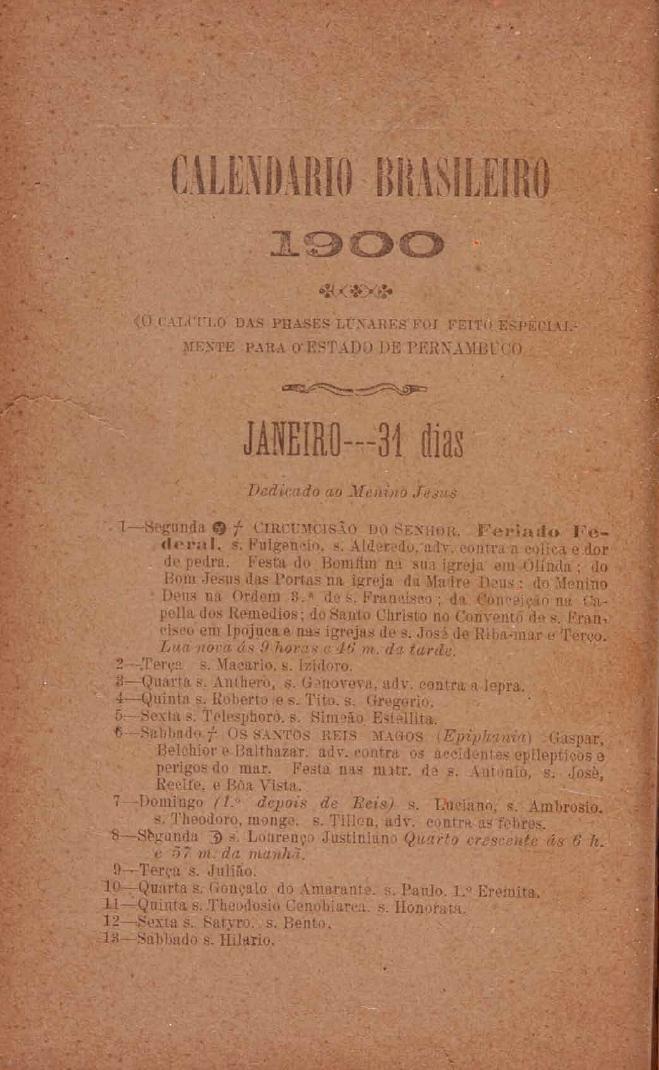 CALENDARIO BRASILEIRO
1900
(O CALCULO DAS PHASES LUNARES FOI FEITO ESPECIAL-
MENTE PARA O ESTADO DE PERNAMBUCO
JANEIRO---31 dias
Dedicado ao Menino Jesus
1—Segunda † CIRCUMCISÃO DO SENHOR. Feriado Fe-
deral, s. Fulgencio, s. Alderedo, adv. contra a colica e dor
de pedra. Festa do Bomfim na sua igreja em Olinda; do
Bom Jesus das Portas na igreja da Madre Deus; do Menino
Deus na Ordem 3.ª de s. Francisco; da Conceição na Ca-
pella dos Remedios; do Santo Christo no Convento de s. Fran-
cisco em Ipojuca e nas igrejas de s. José de Riba-mar e Terço.
Lua nova ás 9 horas e 46 m. da tarde.
2—Terça s. Macario, s. Izidoro.
3—Quarta s. Anthero, s. Genoveva, adv. contra a lepra.
4—Quinta s. Roberto e s. Tito, s. Gregorio.
5—Sexta s. Telesphoro, s. Simeão Estellita.
6—Sabbado † OS SANTOS REIS MAGOS (Epiphania) Gaspar,
Belchior e Balthazar, adv. contra os accidentes epilepticos e
perigos do mar. Festa nas matr. de s. Antonio, s. José,
Recife, e Bôa Vista.
7—Domingo (1.º depois de Reis) s. Luciano, s. Ambrosio,
s. Theodoro, monge, s. Tillon, adv. contra as febres.
8—Segunda ☽ s. Lourenço Justiniano Quarto crescente ás 6 h.
e 57 m. da manhã.
9—Terça s. Julião.
10—Quarta s. Gonçalo do Amarante, s. Paulo. 1.º Eremita.
11—Quinta s. Theodosio Cenobiarca, s. Honorata.
12—Sexta s. Satyro, s. Bento.
13—Sabbado s. Hilario.